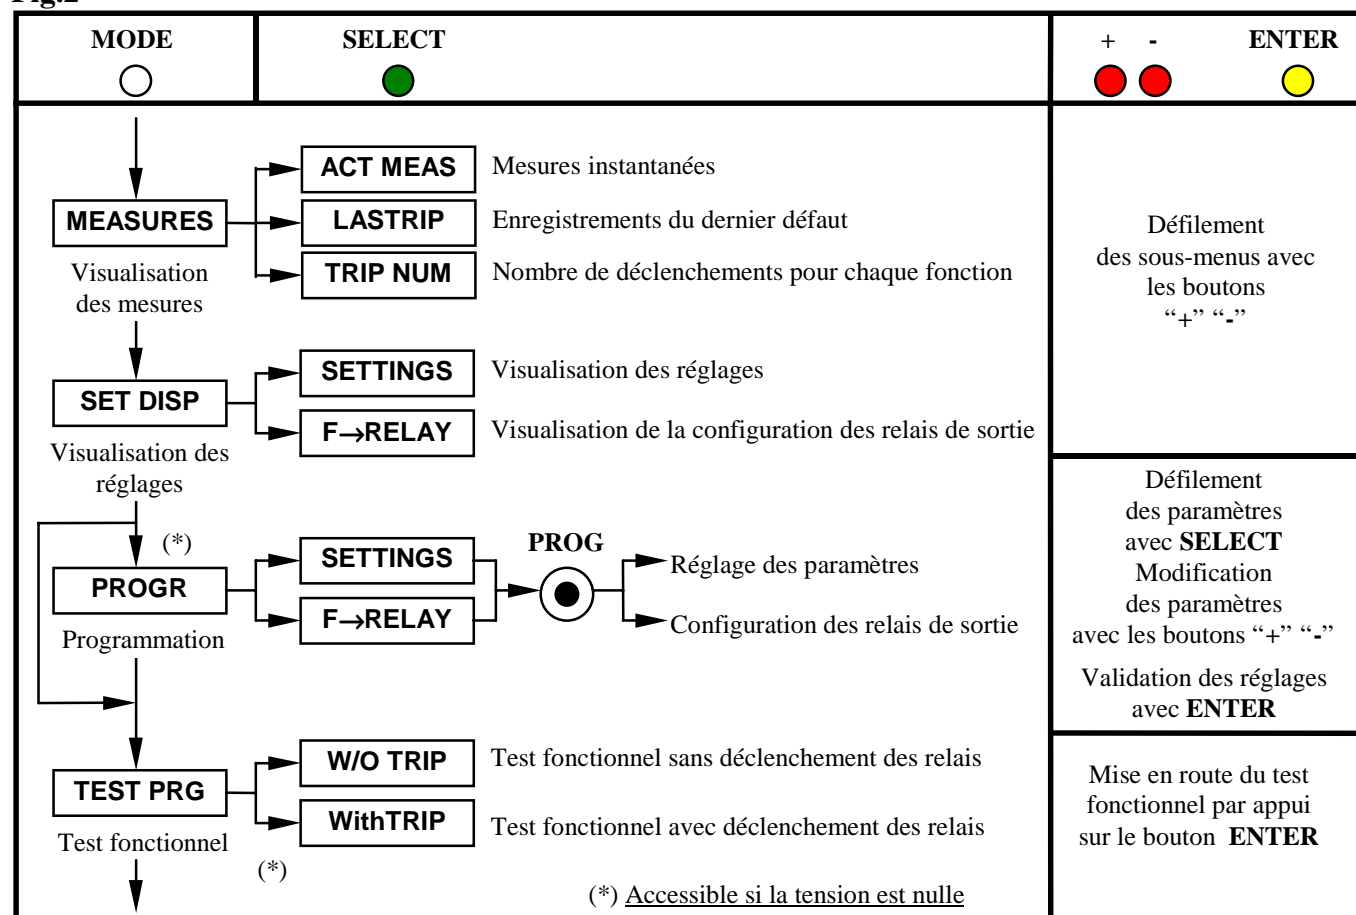 Fig.2
MODE
SELECT
+ - ENTER
ACT MEAS Mesures instantanées
MEASURES
LASTRIP Enregistrements du dernier défaut
TRIP NUM Nombre de déclenchements pour chaque fonction
Visualisation
des mesures
Défilement
des sous-menus avec
les boutons
“+” “-”
SETTINGS Visualisation des réglages
SET DISP
F→RELAY Visualisation de la configuration des relais de sortie
Visualisation des
réglages
(*)
SETTINGS
PROG
Réglage des paramètres
PROGR
F→RELAY
Configuration des relais de sortie
Programmation
Défilement
des paramètres
avec SELECT
Modification
des paramètres
avec les boutons “+” “-”
Validation des réglages
avec ENTER
W/O TRIP Test fonctionnel sans déclenchement des relais
TEST PRG
WithTRIP Test fonctionnel avec déclenchement des relais
Test fonctionnel
(*)
Mise en route du test
fonctionnel par appui
sur le bouton ENTER
(*) Accessible si la tension est nulle